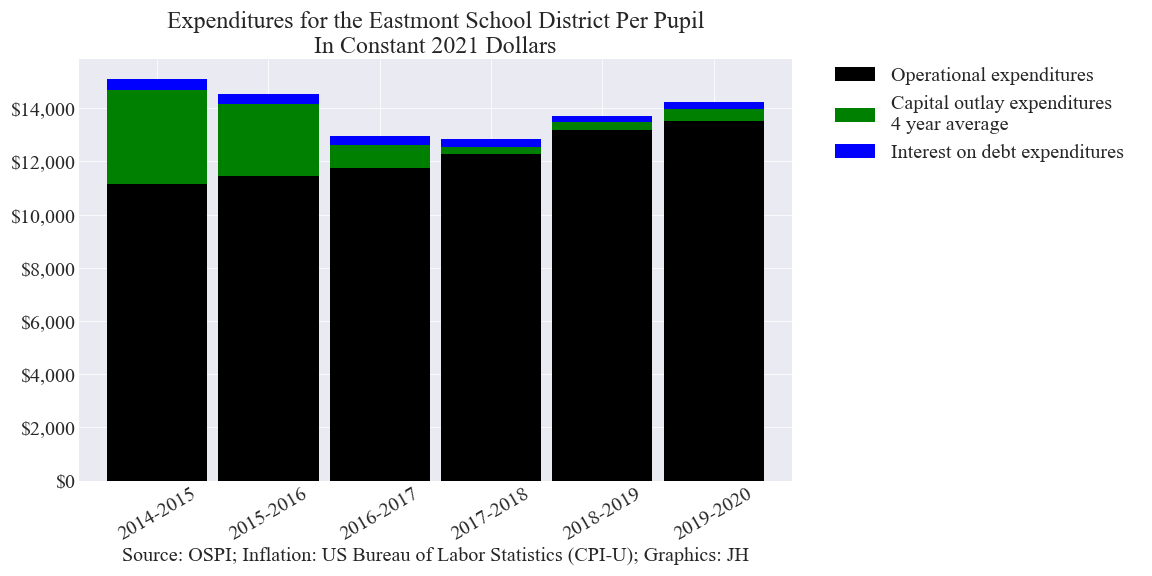 Expenditures for the Eastmont School District Per Pupil
In Constant 2021 Dollars
Operational expenditures
Capital outlay expenditures
4 year average
Interest on debt expenditures
$14,000
$12,000
$10,000
$8,000
$6,000
$4,000
$2,000
$0
2014-2015
2015-2016
2016-2017
2017-2018
2018-2019
2019-2020
Source: OSPI; Inflation: US Bureau of Labor Statistics (CPI-U); Graphics: JH